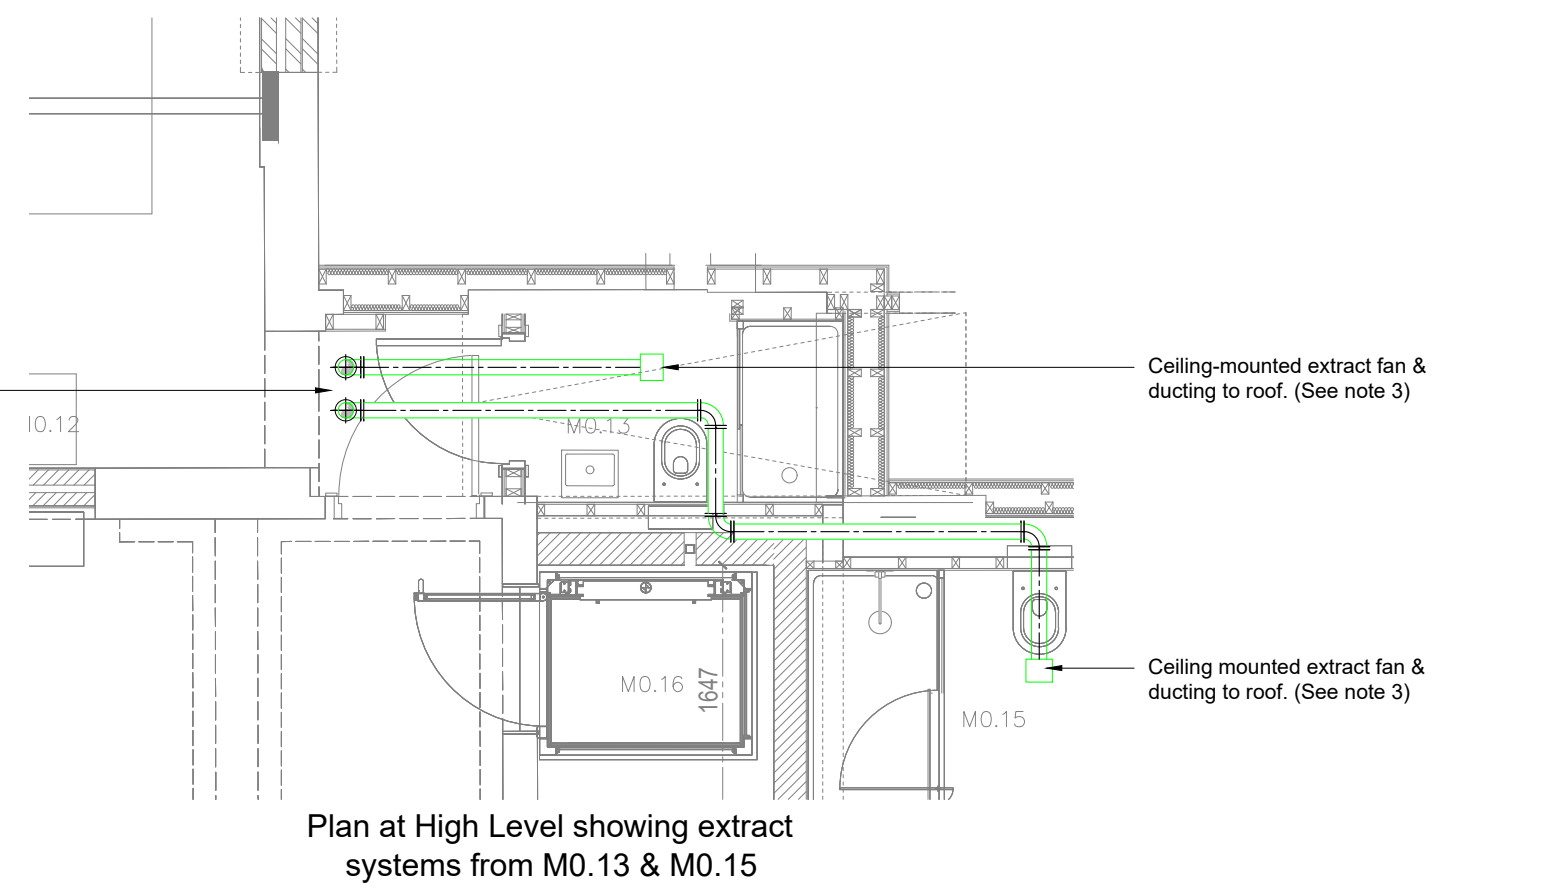 Ceiling-mounted extract fan &
ducting to roof. (See note 3)
M0.13
M0.16
1647
Ceiling mounted extract fan &
ducting to roof. (See note 3)
M0.15
Plan at High Level showing extract
systems from M0.13 & M0.15